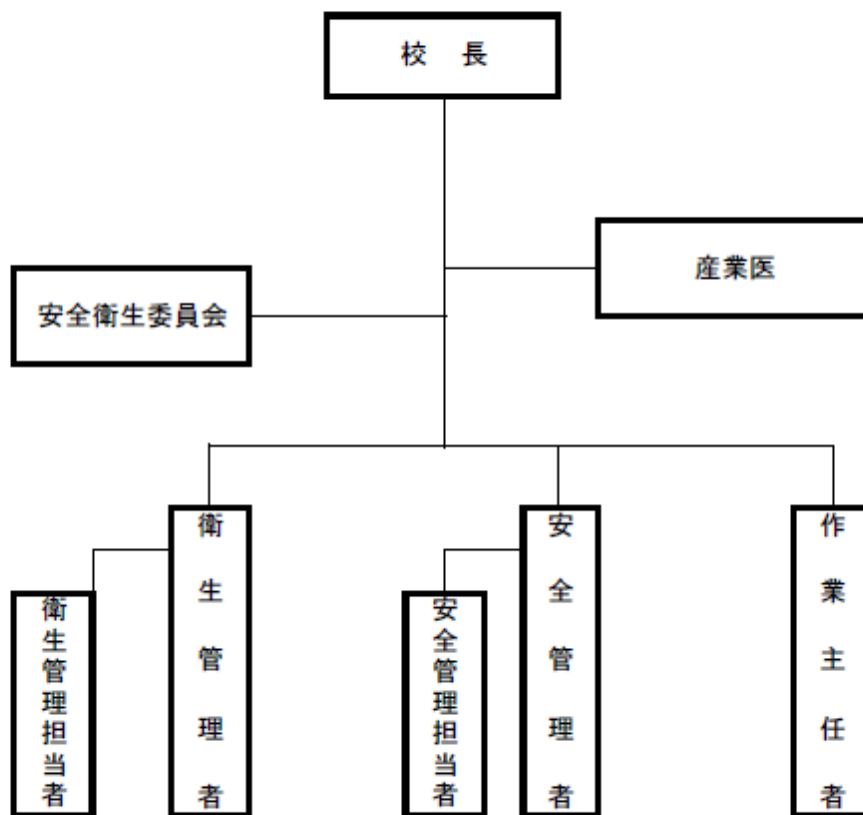 校　長
産業医
安全衛生委員会
衛生管理者
安全管理者
作業主任者
衛生管理担当者
安全管理担当者